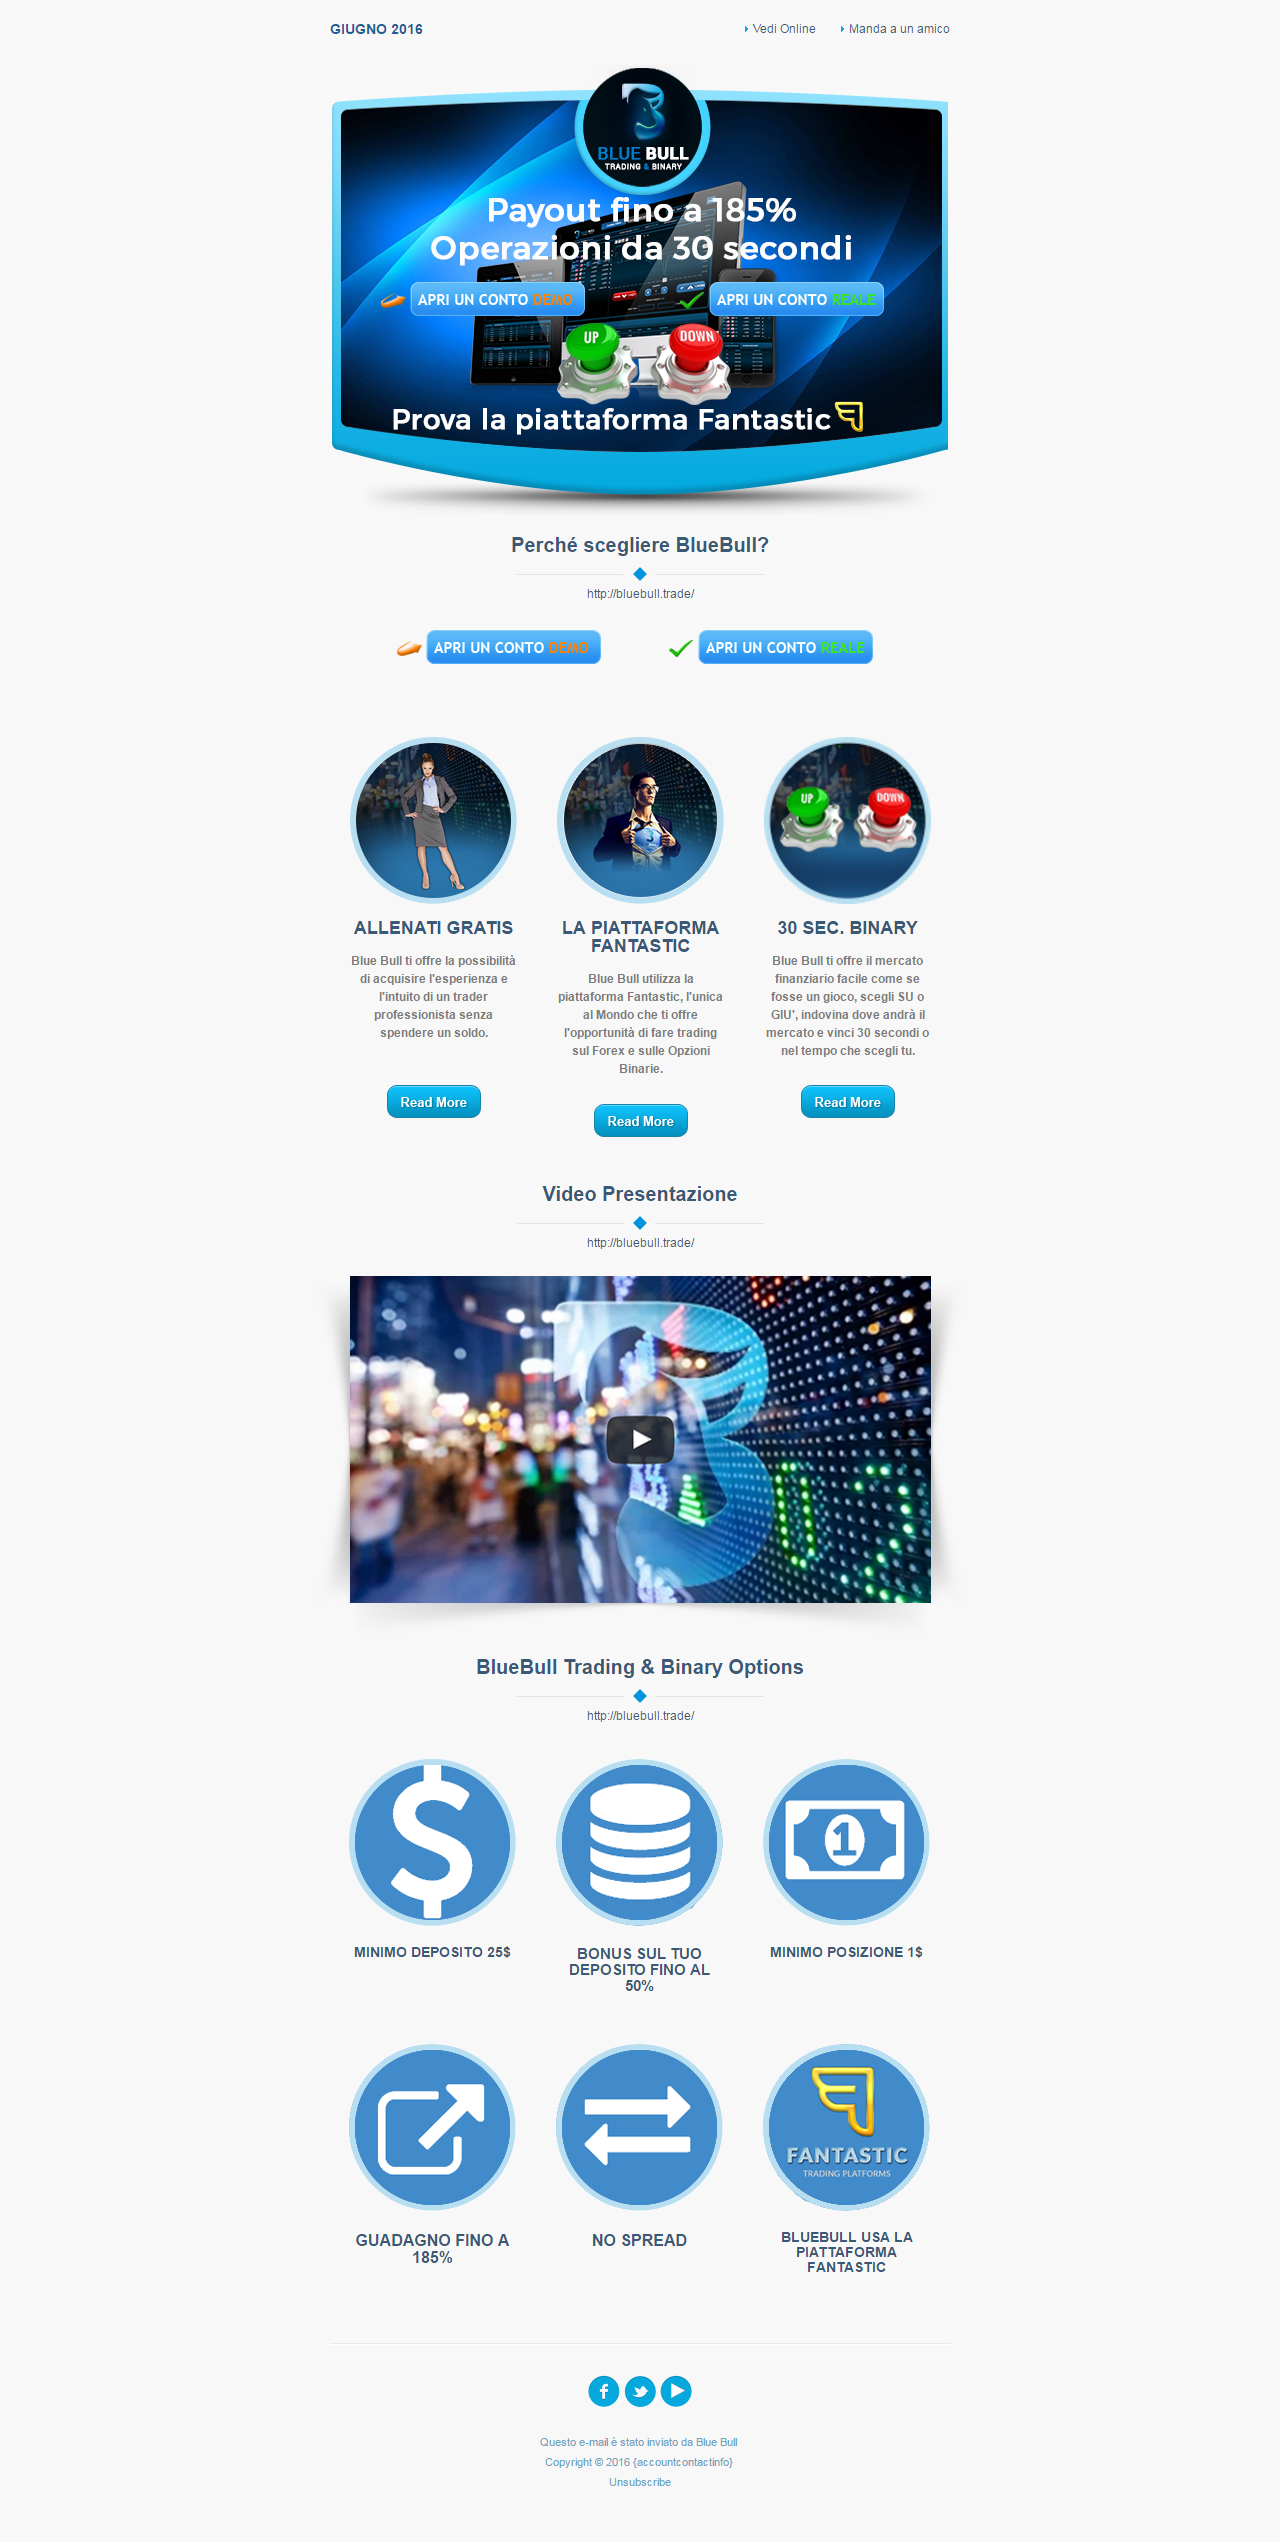 GIUGNO 2016
Vedi Online
Manda a un amico
BLUE BULL
TRADING & BINARY
Payout fino a 185%
Operazioni da 30 secondi
APRI UN CONTO DEMO
APRI UN CONTO REALE
UP
DOWN
Prova la piattaforma Fantastic
Perché scegliere BlueBull?
http://bluebull.trade/
APRI UN CONTO DEMO
APRI UN CONTO REALE
UP
DOWN
ALLENATI GRATIS
Blue Bull ti offre la possibilità
di acquisire l'esperienza e
l'intuito di un trader
professionista senza
spendere un soldo.
Read More
LA PIATTAFORMA
FANTASTIC
Blue Bull utilizza la
piattaforma Fantastic, l'unica
al Mondo che ti offre
l'opportunità di fare trading
sul Forex e sulle Opzioni
Binarie.
Read More
30 SEC. BINARY
Blue Bull ti offre il mercato
finanziario facile come se
fosse un gioco, scegli SU o
GIU', indovina dove andrà il
mercato e vinci 30 secondi o
nel tempo che scegli tu.
Read More
Video Presentazione
http://bluebull.trade/
BlueBull Trading & Binary Options
http://bluebull.trade/
1
MINIMO DEPOSITO 25$
BONUS SUL TUO
DEPOSITO FINO AL
50%
MINIMO POSIZIONE 1$
FANTASTIC
TRADING PLATFORMS
GUADAGNO FINO A
185%
NO SPREAD
BLUEBULL USA LA
PIATTAFORMA
FANTASTIC
Questo e-mail è stato inviato da Blue Bull
Copyright © 2016 {accountcontactinfo}
Unsubscribe